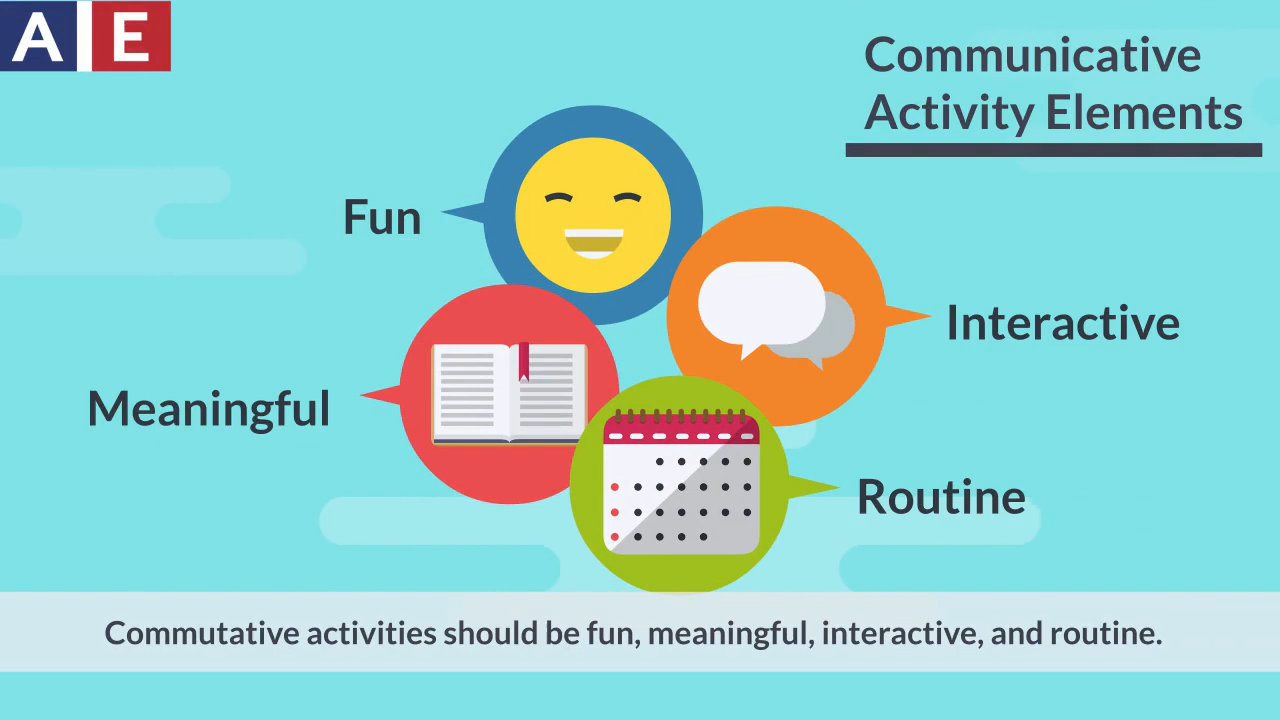 A E
Communicative
Activity Elements
Fun
Interactive
Meaningful
Routine
Commutative activities should be fun, meaningful, interactive, and routine.